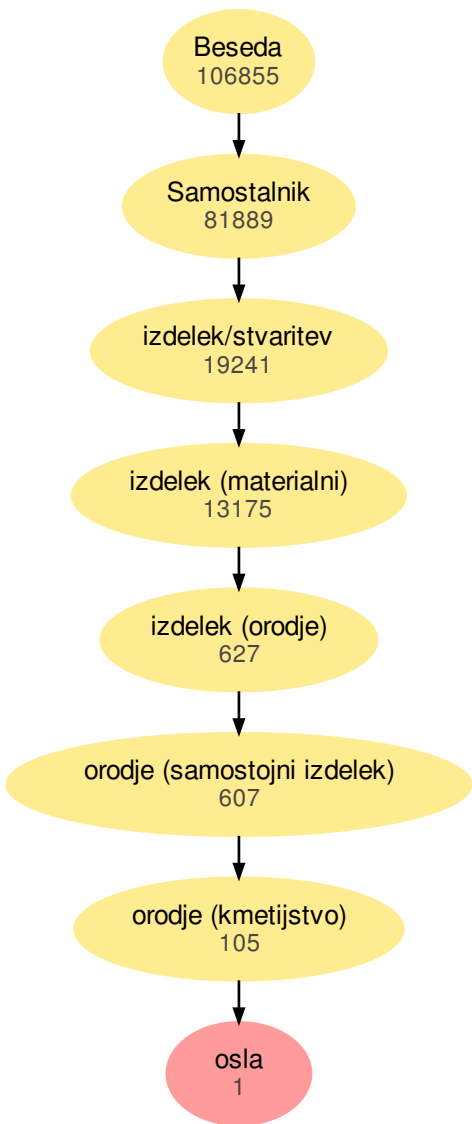 Beseda
106855
Samostalnik
81889
izdelek/stvaritev
19241
izdelek (materialni)
13175
izdelek (orodje)
627
orodje (samostojni izdelek)
607
orodje (kmetijstvo)
105
osla
1